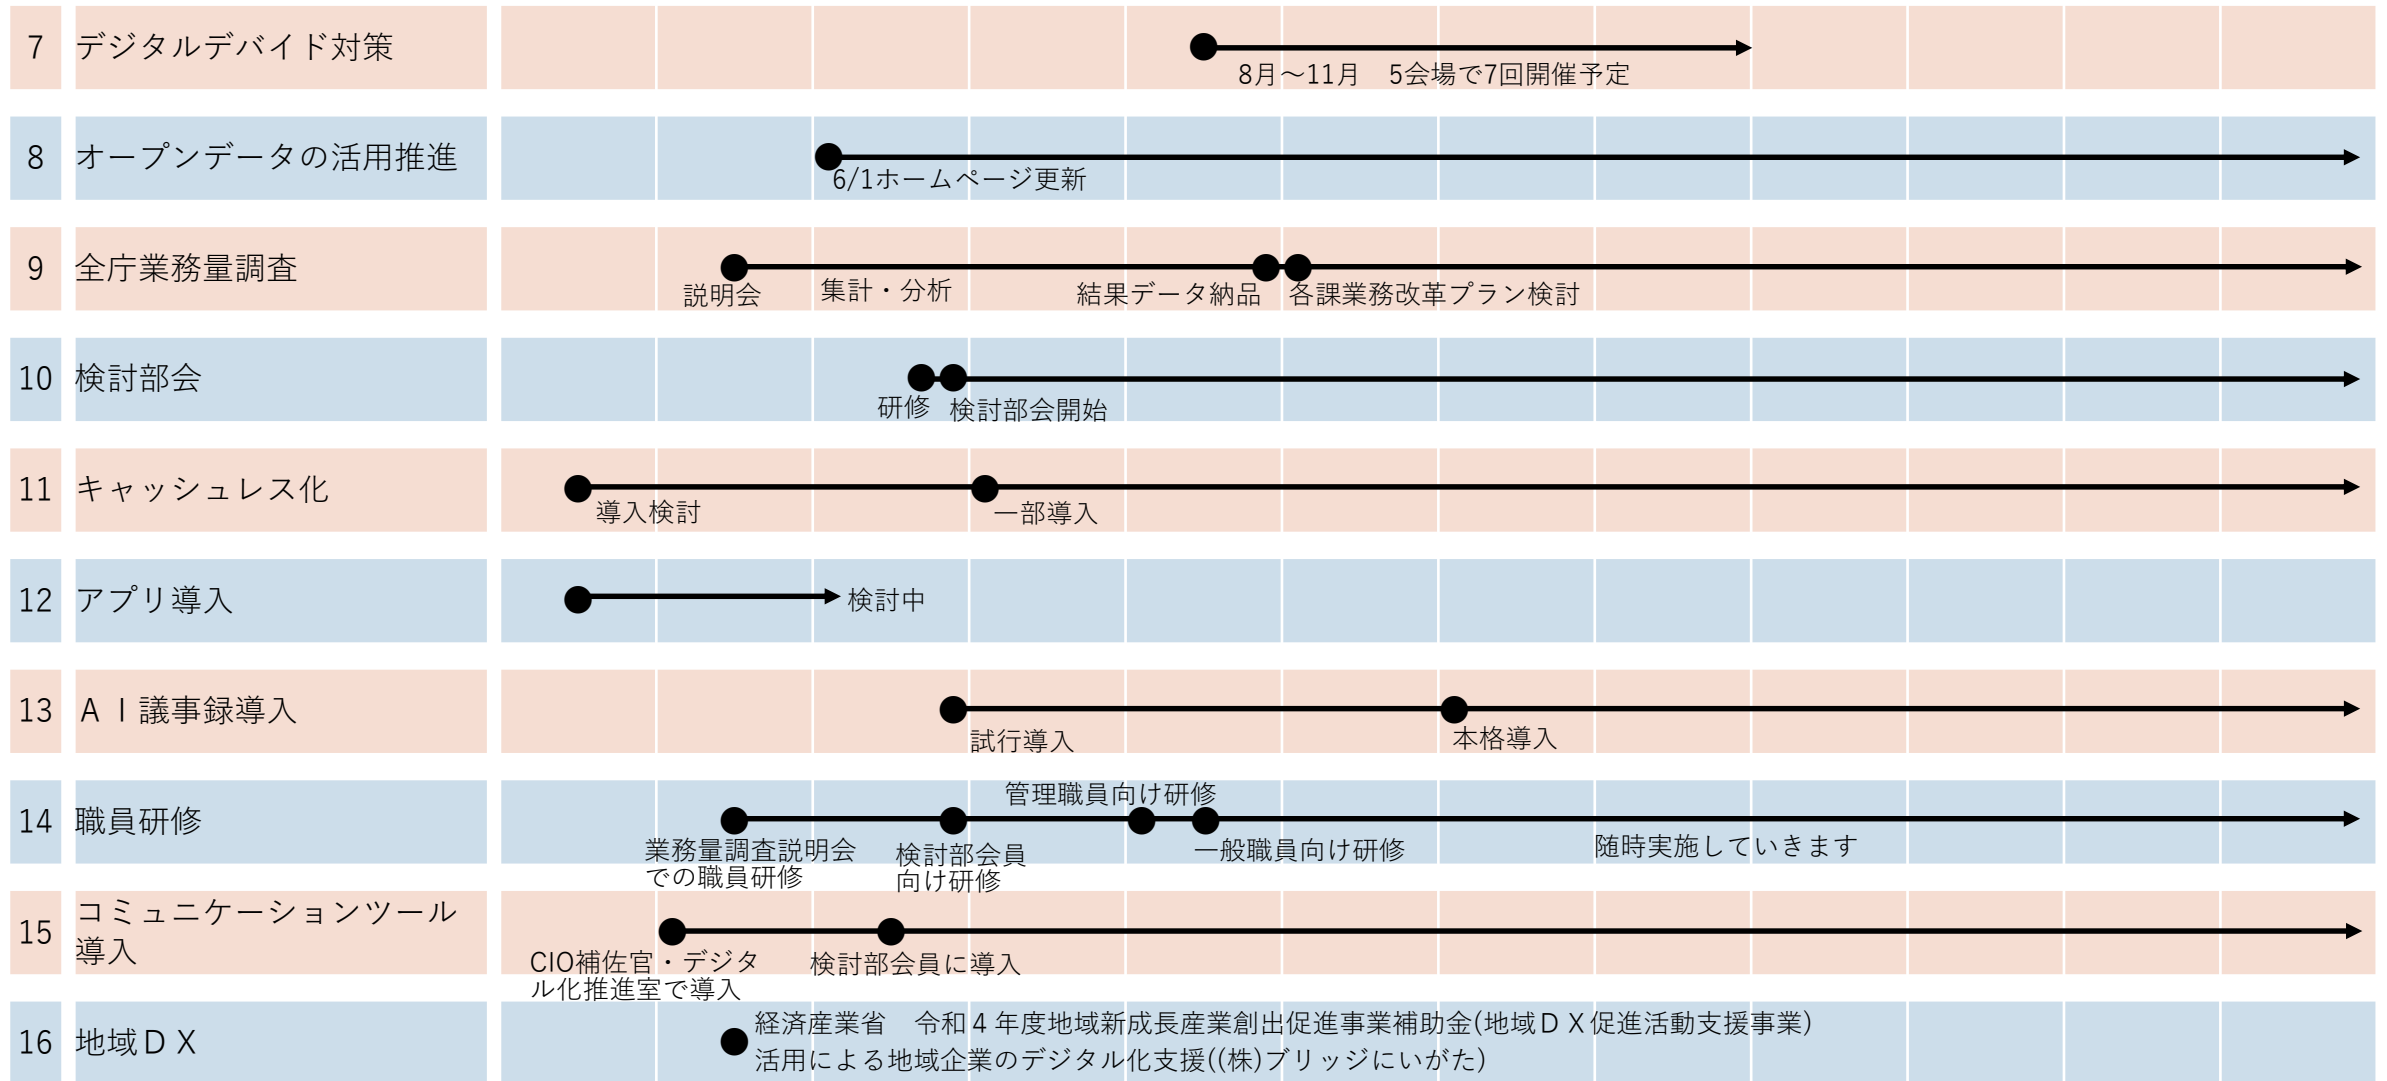 7 デジタルデバイド対策
8月～11月　5会場で7回開催予定
8 オープンデータの活用推進
6/1ホームページ更新
9 全庁業務量調査
説明会 集計・分析 結果データ納品 各課業務改革プラン検討
10 検討部会
研修 検討部会開始
11 キャッシュレス化
導入検討 一部導入
12 アプリ導入
検討中
13 ＡＩ議事録導入
試行導入 本格導入
14 職員研修
管理職員向け研修
業務量調査説明会
での職員研修
検討部会員
向け研修
一般職員向け研修
随時実施していきます
15 コミュニケーションツール
導入
CIO補佐官・デジタ
ル化推進室で導入
検討部会員に導入
16 地域ＤＸ
経済産業省　令和４年度地域新成長産業創出促進事業補助金(地域ＤＸ促進活動支援事業)
活用による地域企業のデジタル化支援((株)ブリッジにいがた)